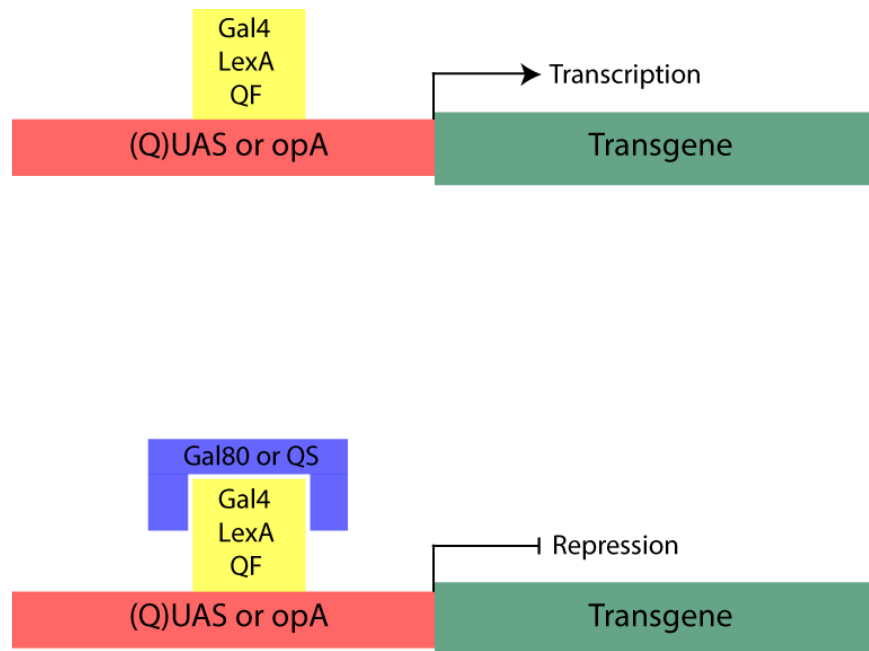 Gal4
LexA
QF
Transcription
(Q)UAS or opA
Transgene
Gal80 or QS
Gal4
LexA
QF
Repression
(Q)UAS or opA
Transgene